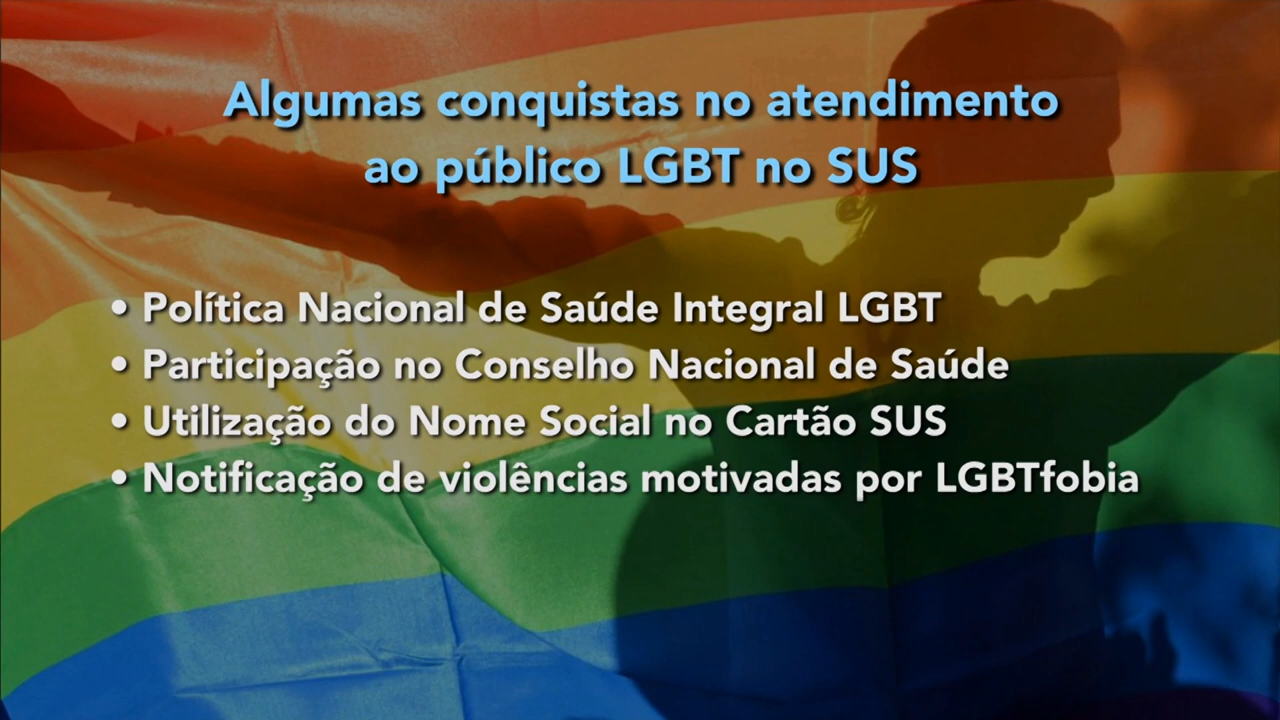 Algumas conquistas no atendimento
ao público LGBT no SUS
• Política Nacional de Saúde Integral LGBT
• Participação no Conselho Nacional de Saúde
• Utilização do Nome Social no Cartão SUS
• Notificação de violências motivadas por LGBTfobia